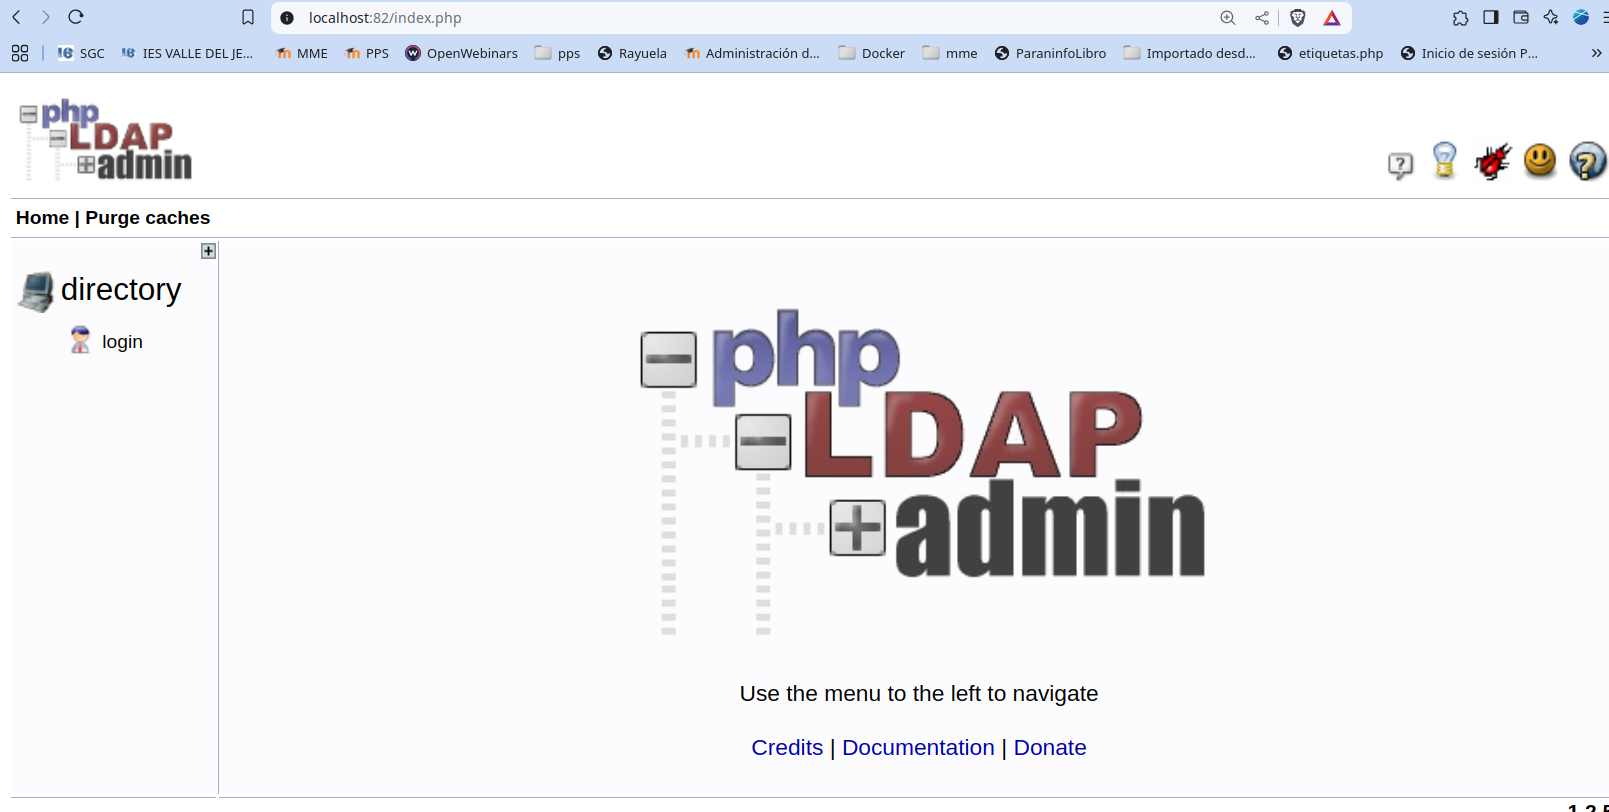 localhost:82/index.php
SGC IES VALLE DEL JE... MME PPS OpenWebinars pps Rayuela Administración d... Docker mme ParaninfoLibro Importado desd... etiquetas.php Inicio de sesión P... »
php
LDAP
admin
Home | Purge caches
directory
login
php
LDAP
admin
Use the menu to the left to navigate
Credits | Documentation | Donate